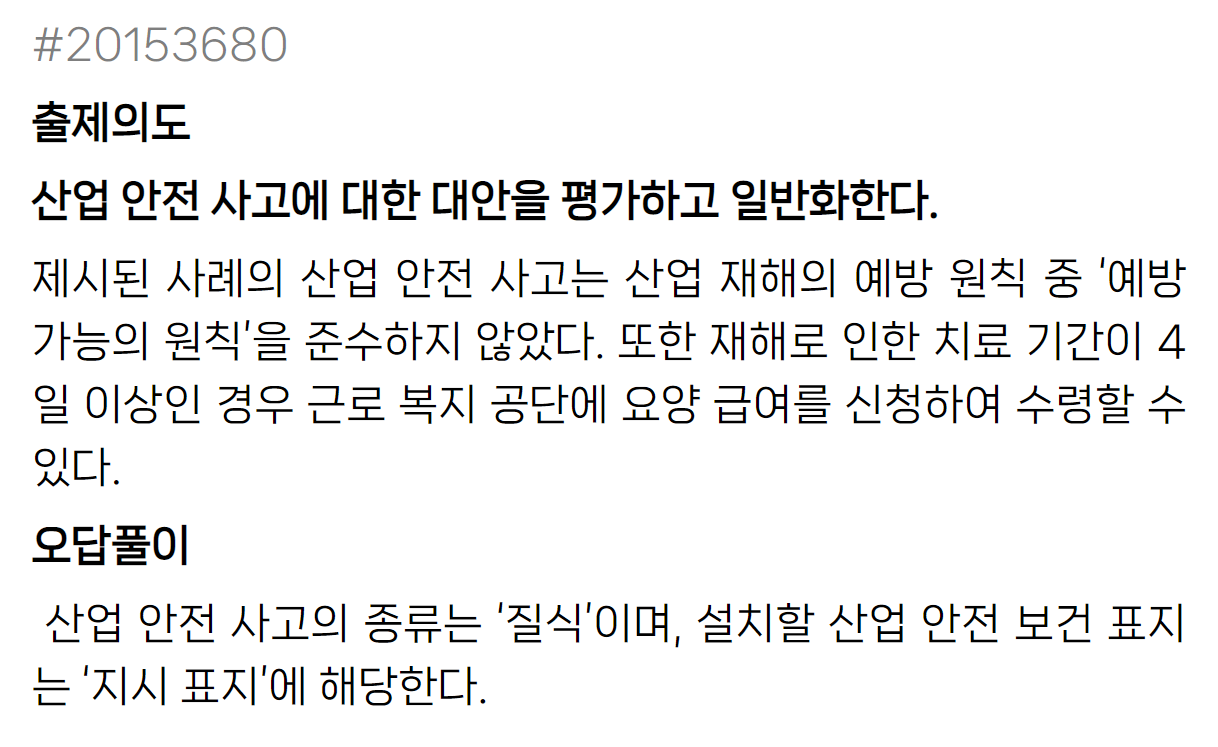 #20153680
출제의도
산업 안전 사고에 대한 대안을 평가하고 일반화한다.
제시된 사례의 산업 안전 사고는 산업 재해의 예방 원칙 중 '예방
가능의 원칙'을 준수하지 않았다. 또한 재해로 인한 치료 기간이 4
일 이상인 경우 근로 복지 공단에 요양 급여를 신청하여 수령할 수
있다.
오답풀이
산업 안전 사고의 종류는 '질식'이며, 설치할 산업 안전 보건 표지
는 '지시 표지'에 해당한다.